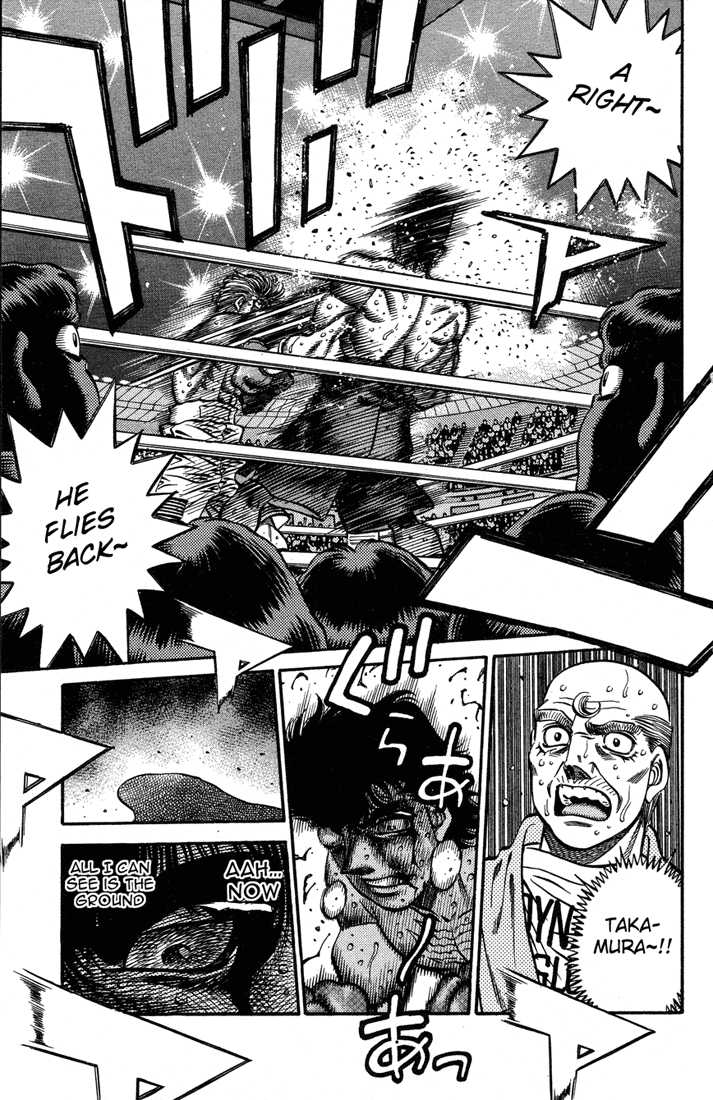 A
RIGHT~
HE
FLIES
BACK~
TAKA-
MURA~!!
ぐらあ
あっ
AAH...
NOW
ALL I CAN
SEE IS THE
GROUND